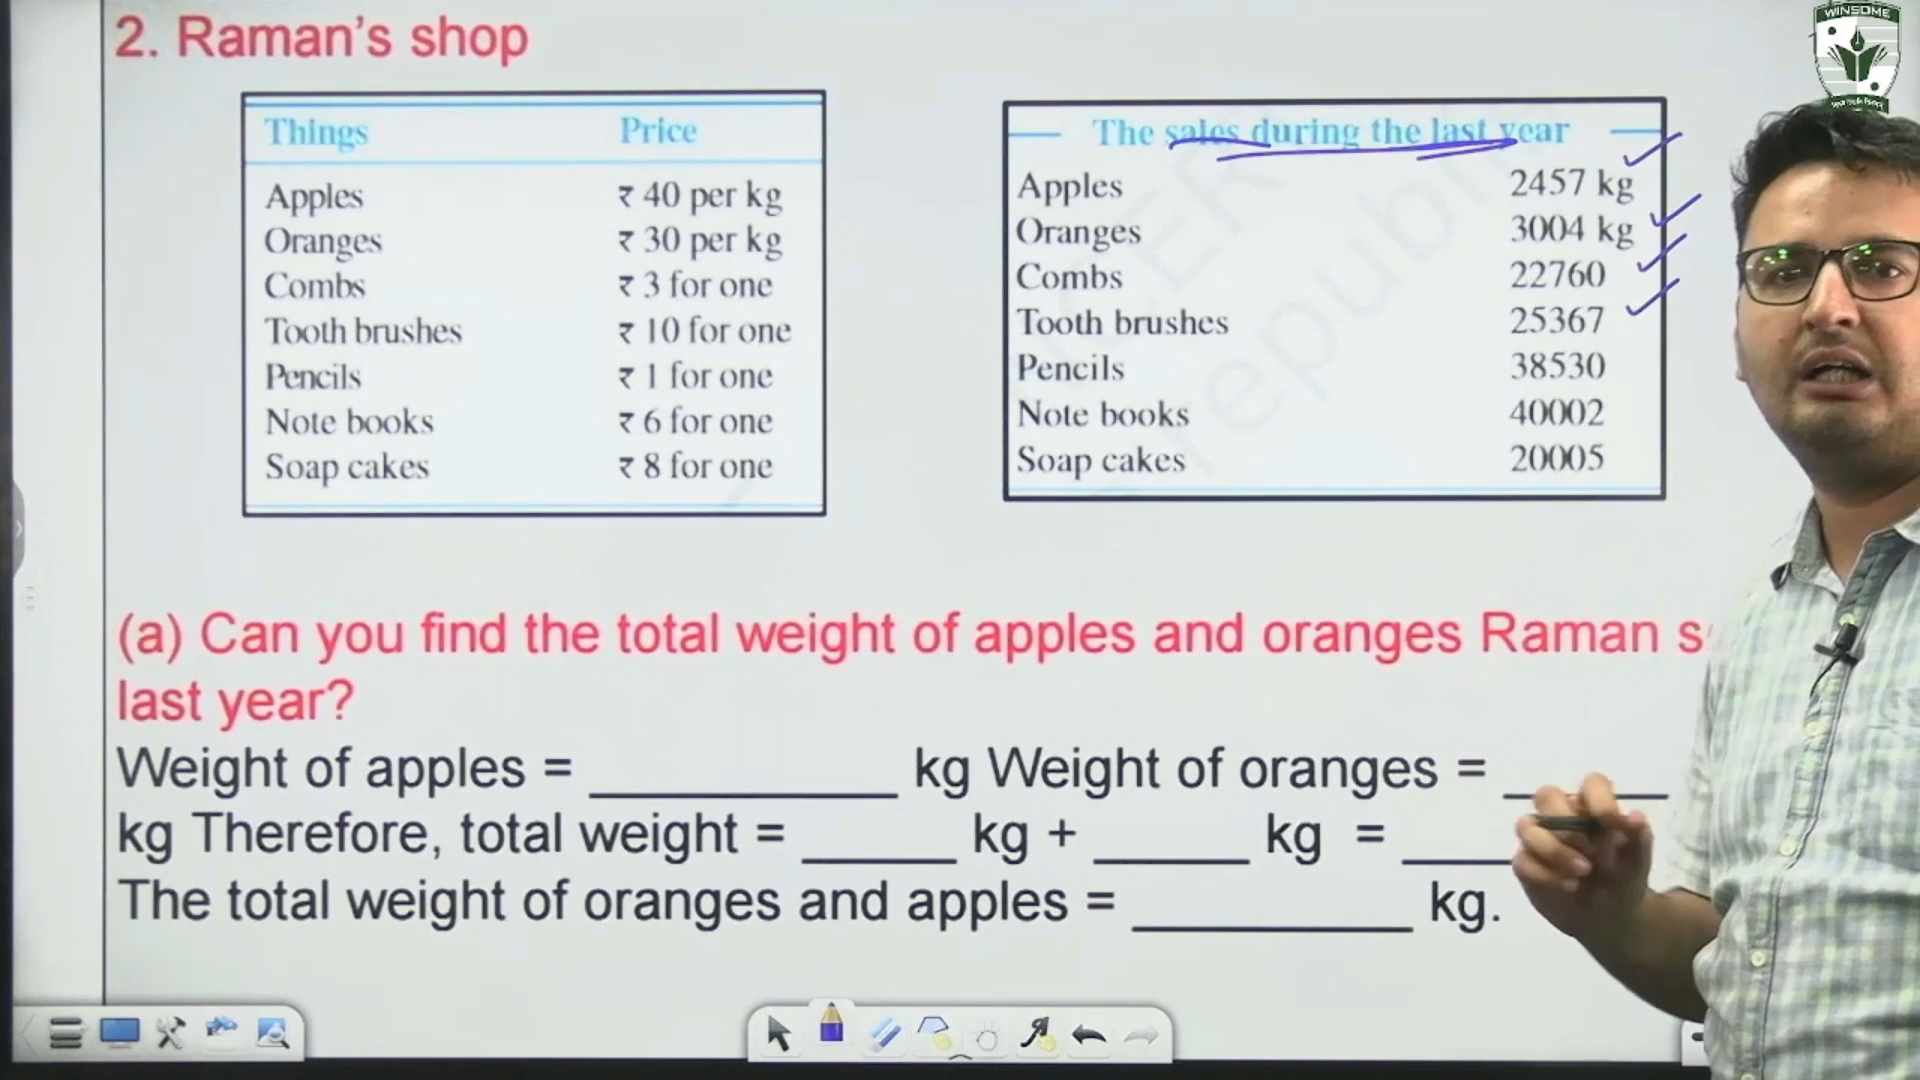 WINSOME
2. Raman's shop
Things Price
Apples ₹ 40 per kg
Oranges ₹ 30 per kg
Combs ₹ 3 for one
Tooth brushes ₹ 10 for one
Pencils ₹ 1 for one
Note books ₹ 6 for one
Soap cakes ₹ 8 for one
The sales during the last year
Apples 2457 kg
Oranges 3004 kg
Combs 22760
Tooth brushes 25367
Pencils 38530
Note books 40002
Soap cakes 20005
(a) Can you find the total weight of apples and oranges Raman
last year?
Weight of apples = __________ kg Weight of oranges = _____
kg Therefore, total weight = _____ kg + _____ kg = ____
The total weight of oranges and apples = _________ kg.